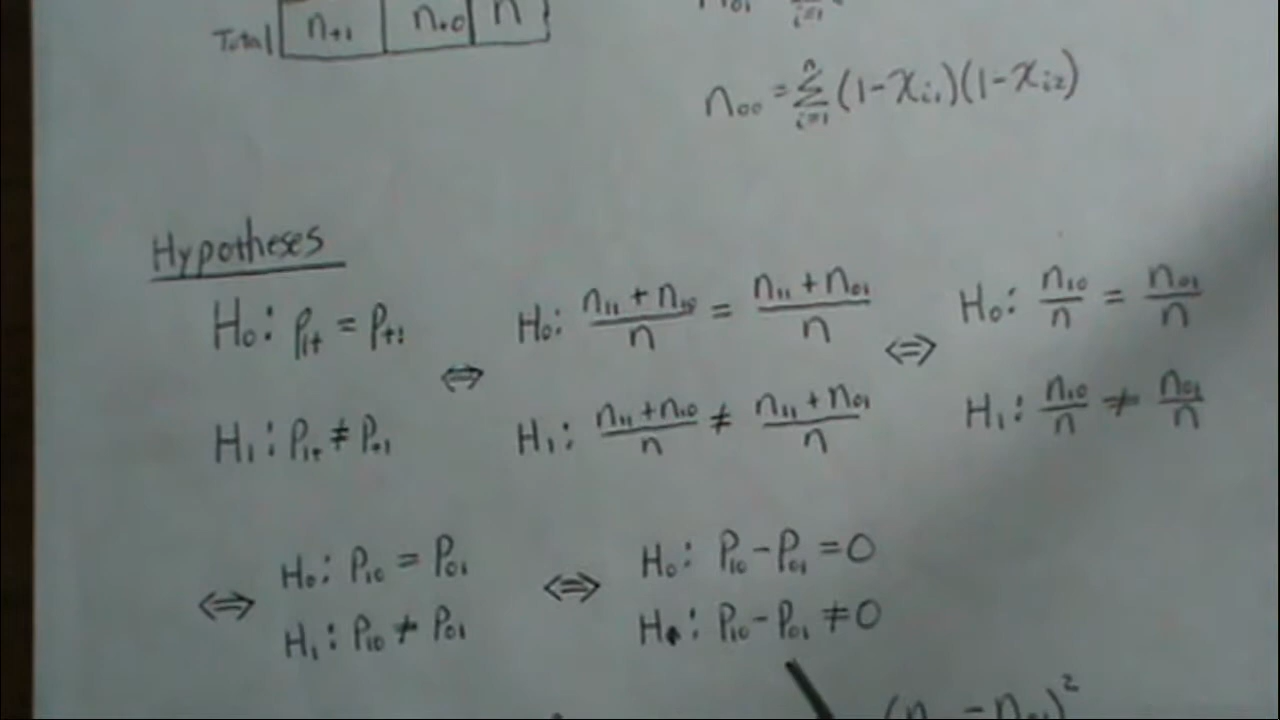 Total n₊₁ n₊₀ n
n₀₀ = Σⁿᵢ₌₁ (1-xᵢ₁)(1-xᵢ₂)
Hypotheses
H₀: p₁₊ = p₊₁ ⇔ H₀: (n₁₁ + n₁₀)/n = (n₁₁ + n₀₁)/n ⇔ H₀: n₁₀/n = n₀₁/n
H₁: p₁₊ ≠ p₊₁ H₁: (n₁₁ + n₁₀)/n ≠ (n₁₁ + n₀₁)/n H₁: n₁₀/n ≠ n₀₁/n
⇔ H₀: p₁₀ = p₀₁ ⇔ H₀: p₁₀ - p₀₁ = 0
H₁: p₁₀ ≠ p₀₁ H₁: p₁₀ - p₀₁ ≠ 0